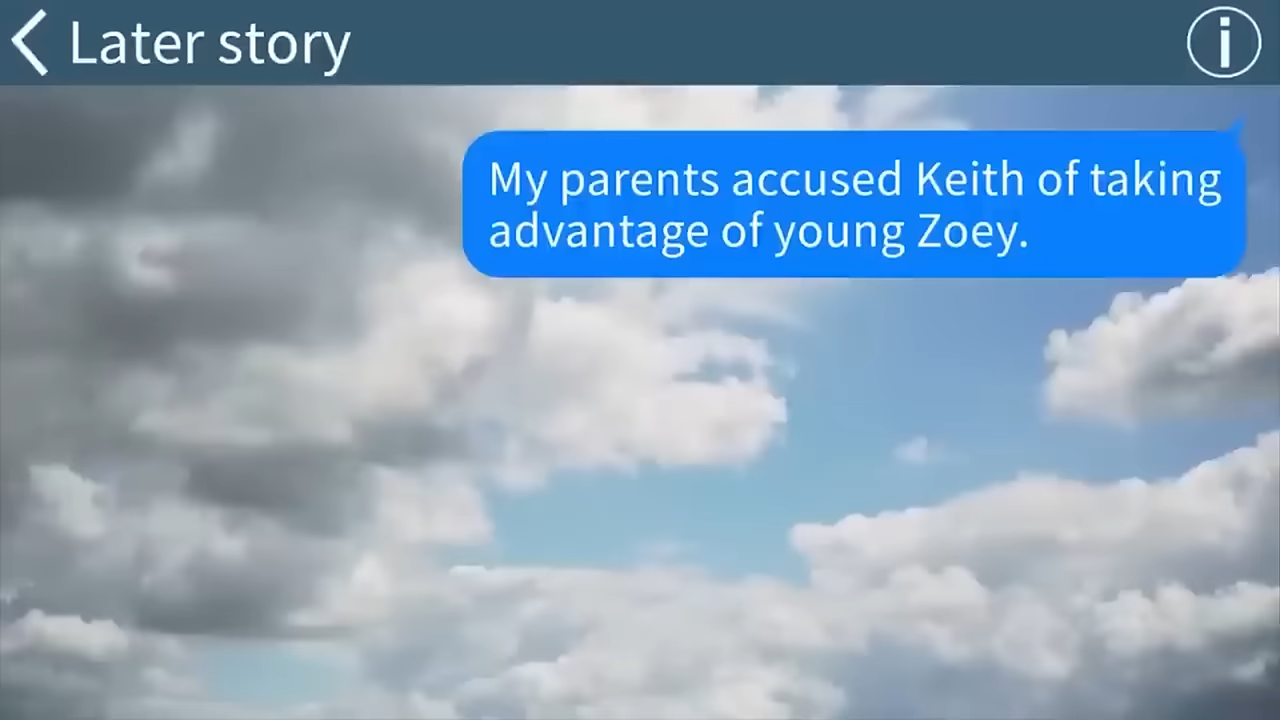 Later story
My parents accused Keith of taking
advantage of young Zoey.